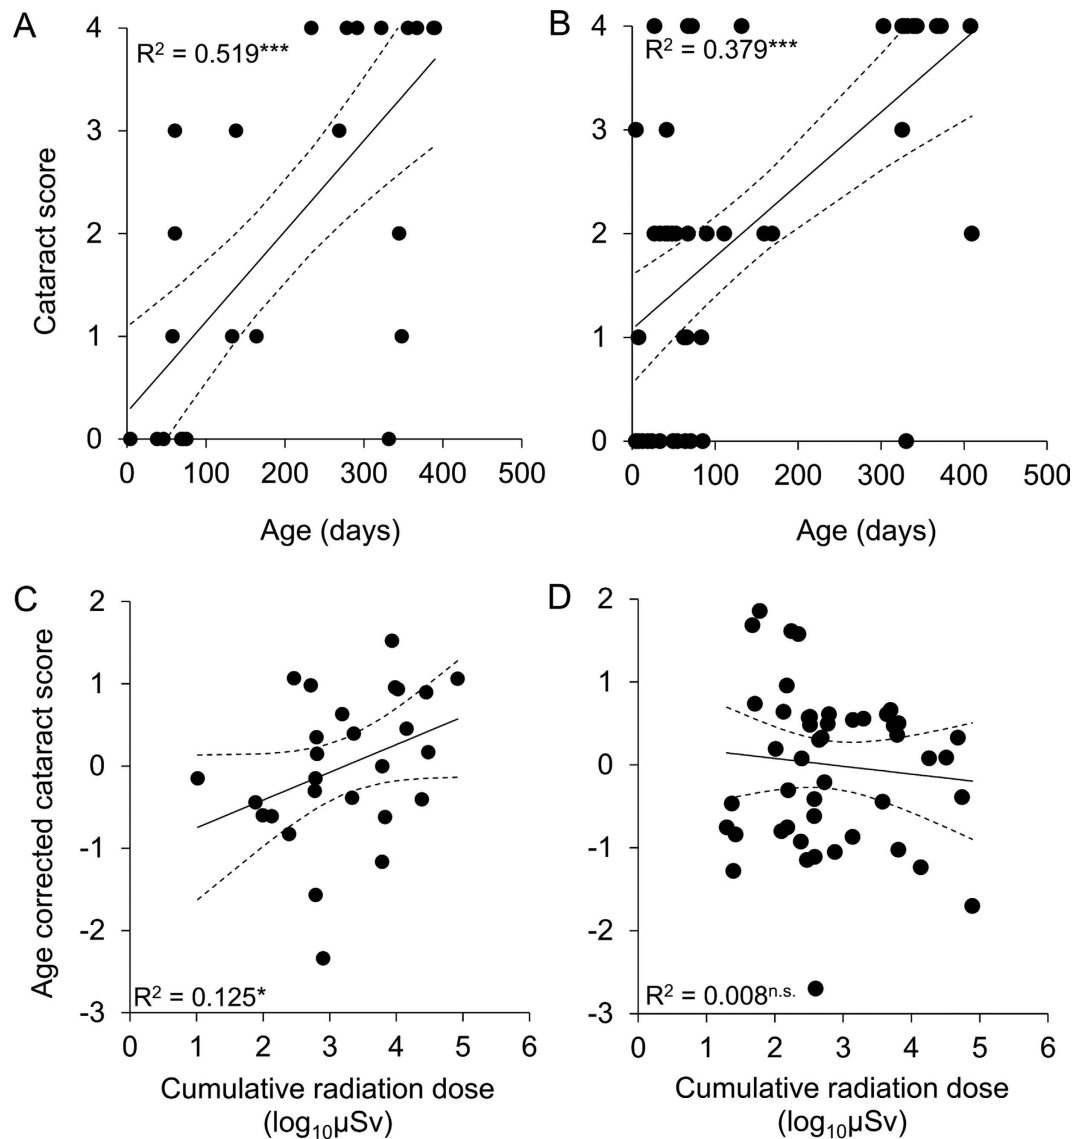 A
B
R² = 0.519***
R² = 0.379***
Cataract score
4
3
2
1
0
4
3
2
1
0
0 100 200 300 400 500
0 100 200 300 400 500
Age (days)
Age (days)
C
D
Age corrected cataract score
2
1
0
-1
-2
-3
2
1
0
-1
-2
-3
R² = 0.125*
R² = 0.008n.s.
0 1 2 3 4 5 6
0 1 2 3 4 5 6
Cumulative radiation dose
(log₁₀µSv)
Cumulative radiation dose
(log₁₀µSv)